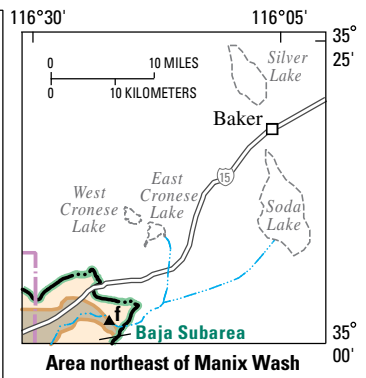 116°30'
116°05'
35°
25'
0
10 MILES
0
10 KILOMETERS
Silver
Lake
Baker
15
West
Cronese
Lake
East
Cronese
Lake
Soda
Lake
f
Baja Subarea
35°
00'
Area northeast of Manix Wash